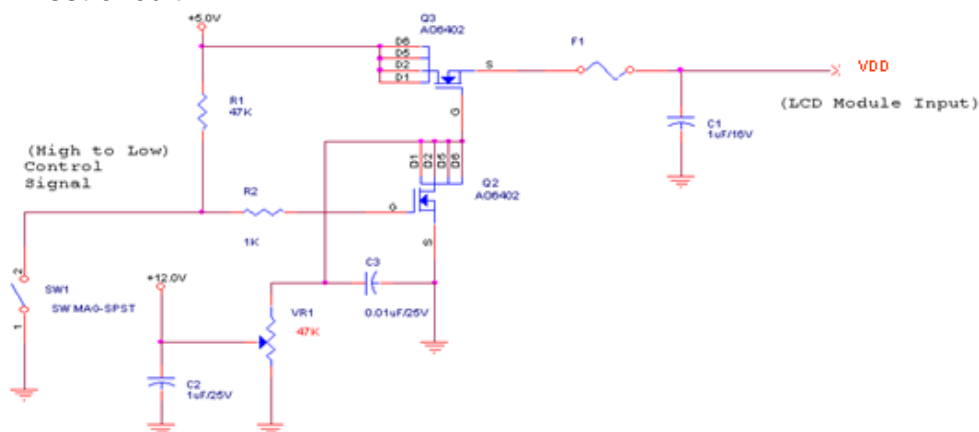 +5.0V
Q3
AO6402
D6
D5
D2
D1
S
G
F1
VDD
(LCD Module Input)
R1
47K
C1
1uF/16V
(High to Low)
Control
Signal
D1
D2
D5
D6
Q2
AO6402
R2
G
1K
S
2
SW1
SW MAG-SPST
1
+12.0V
C3
0.01uF/25V
VR1
47K
C2
1uF/25V